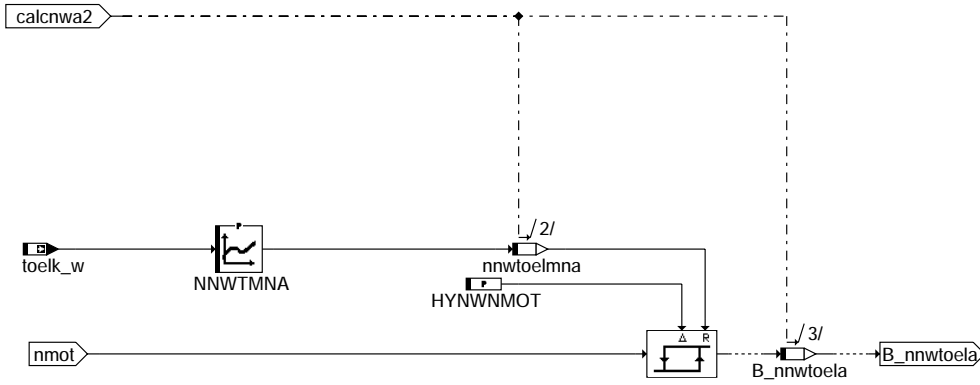 calcnwa2
/2/
P
toelk_w
NNWTMNA
nnwtoelmna
P
HYNWNMOT
Δ R
/3/
nmot
B_nnwtoela
B_nnwtoela